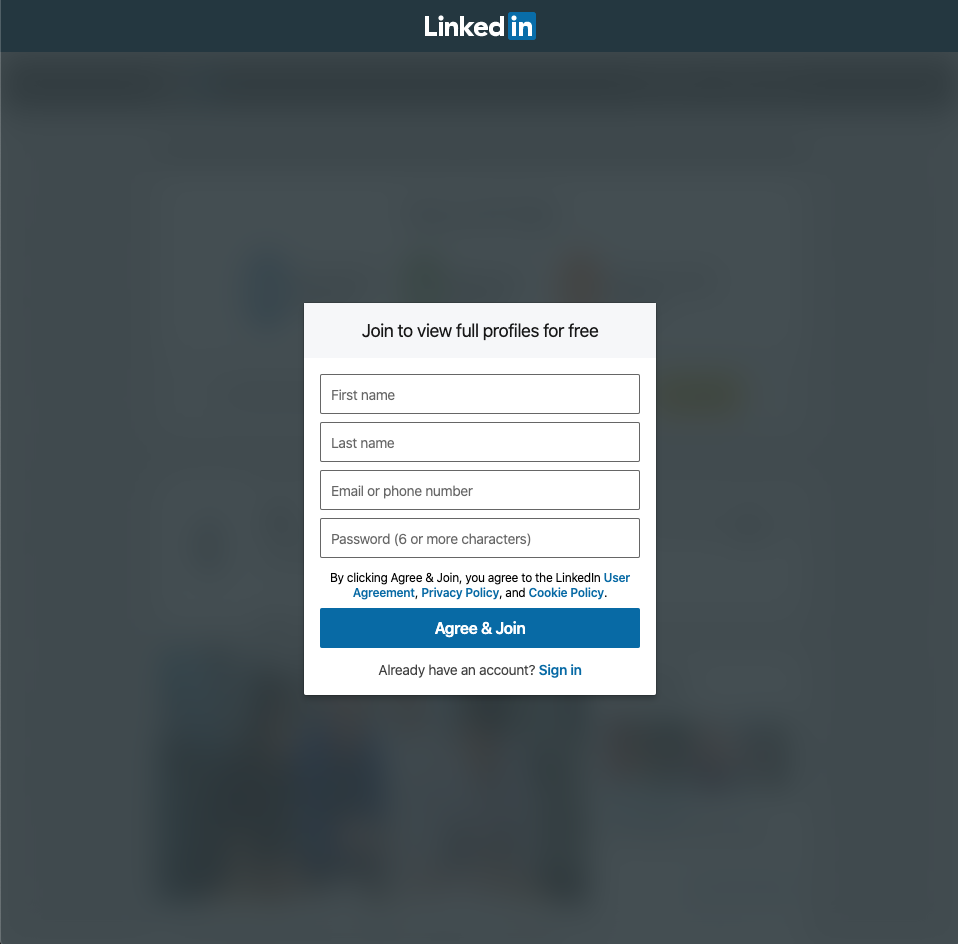 Linked in
Join to view full profiles for free
First name
Last name
Email or phone number
Password (6 or more characters)
By clicking Agree & Join, you agree to the LinkedIn User
Agreement, Privacy Policy, and Cookie Policy.
Agree & Join
Already have an account? Sign in